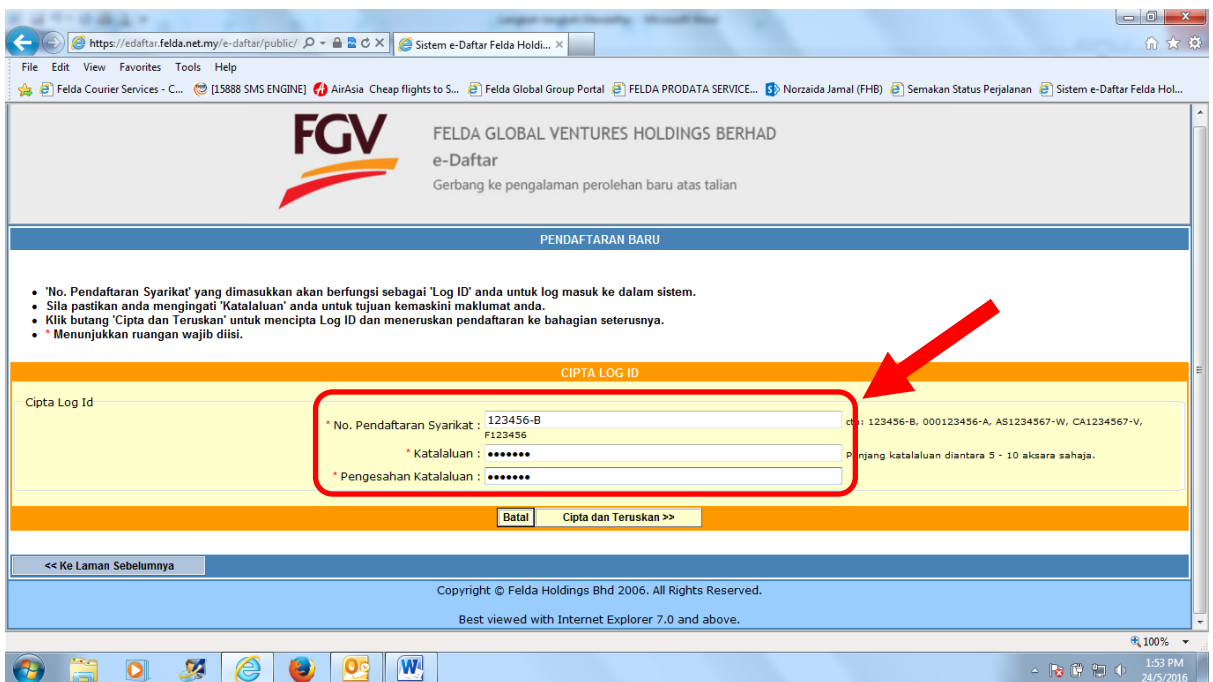 https://edaftar.felda.net.my/e-daftar/public/
Sistem e-Daftar Felda Holdi...
File Edit View Favorites Tools Help
Felda Courier Services - C... [15888 SMS ENGINE] AirAsia Cheap flights to S... Felda Global Group Portal FELDA PRODATA SERVICE... Norzaida Jamal (FHB) Semakan Status Perjalanan Sistem e-Daftar Felda Hol...
FGV
FELDA GLOBAL VENTURES HOLDINGS BERHAD
e-Daftar
Gerbang ke pengalaman perolehan baru atas talian
PENDAFTARAN BARU
• 'No. Pendaftaran Syarikat' yang dimasukkan akan berfungsi sebagai 'Log ID' anda untuk log masuk ke dalam sistem.
• Sila pastikan anda mengingati 'Katalaluan' anda untuk tujuan kemaskini maklumat anda.
• Klik butang 'Cipta dan Teruskan' untuk mencipta Log ID dan meneruskan pendaftaran ke bahagian seterusnya.
• * Menunjukkan ruangan wajib diisi.
CIPTA LOG ID
Cipta Log Id
* No. Pendaftaran Syarikat : 123456-B 123456-B, 000123456-A, AS1234567-W, CA1234567-V,
F123456
* Katalaluan : ••••••• Panjang katalaluan diantara 5 - 10 aksara sahaja.
* Pengesahan Katalaluan : •••••••
Batal Cipta dan Teruskan >>
<< Ke Laman Sebelumnya
Copyright © Felda Holdings Bhd 2006. All Rights Reserved.
Best viewed with Internet Explorer 7.0 and above.
100%
1:53 PM
24/5/2016